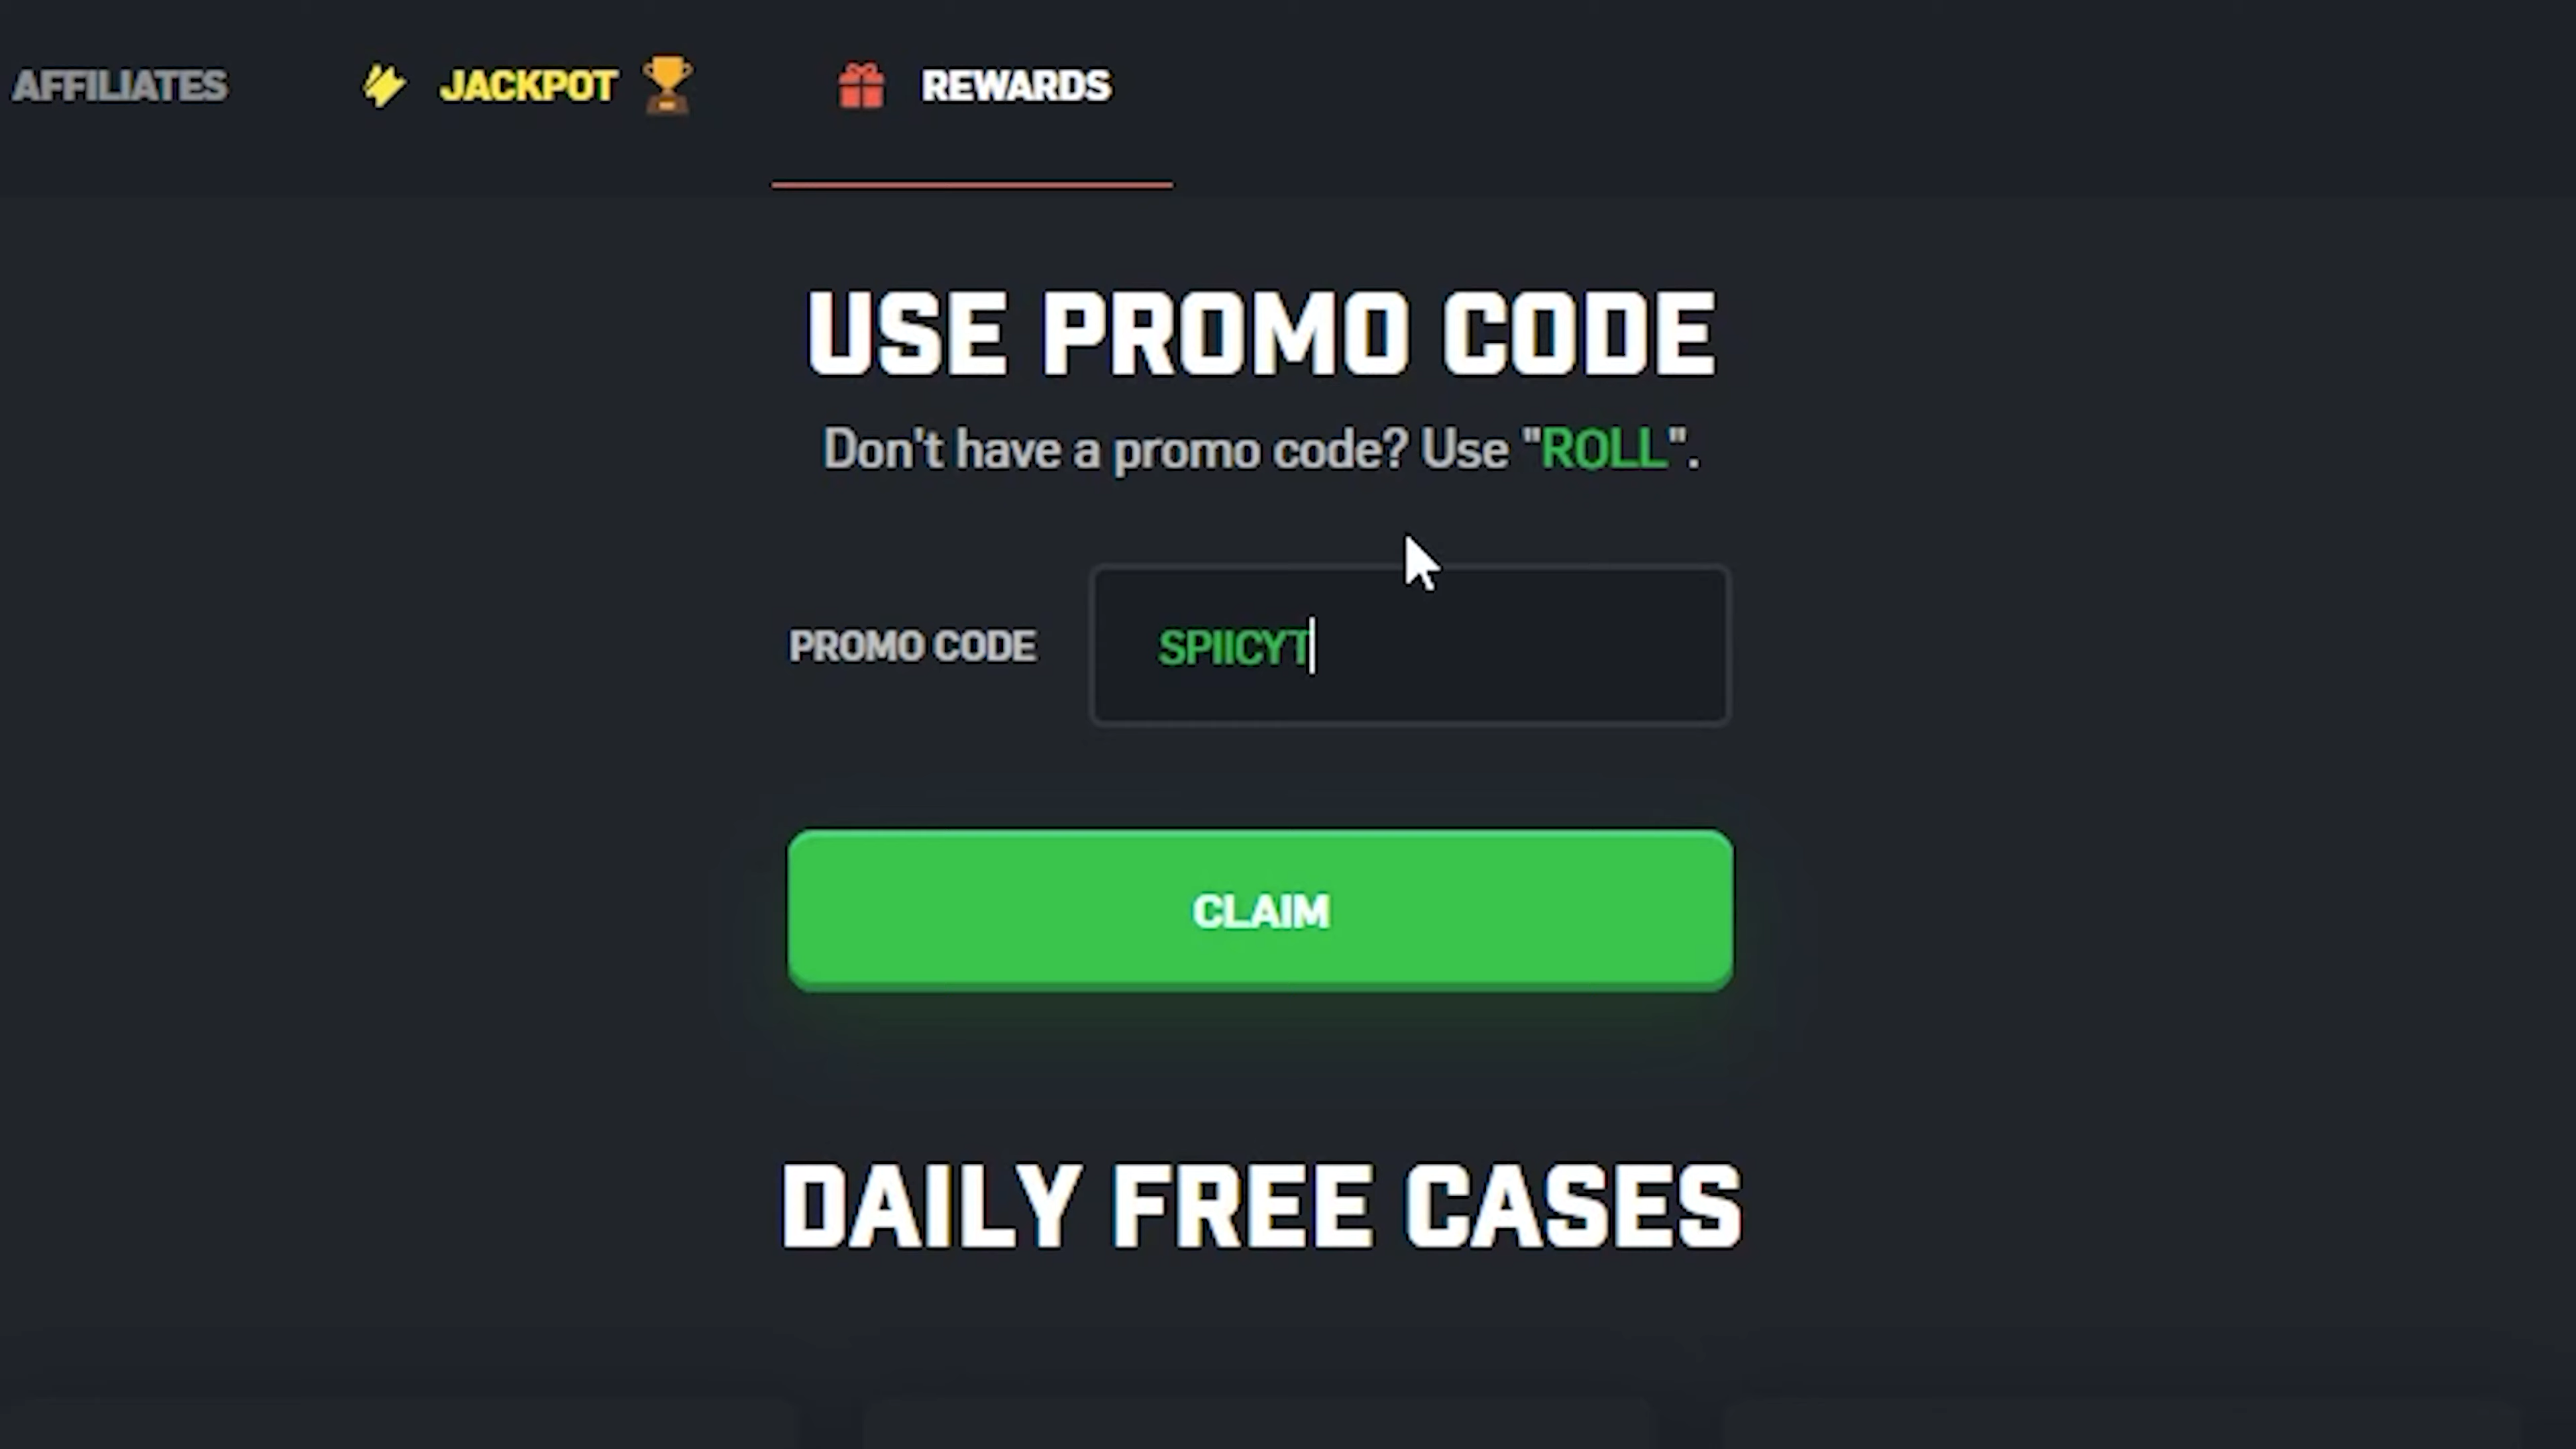 AFFILIATES JACKPOT REWARDS
USE PROMO CODE
Don't have a promo code? Use "ROLL".
PROMO CODE SPIICYT
CLAIM
DAILY FREE CASES